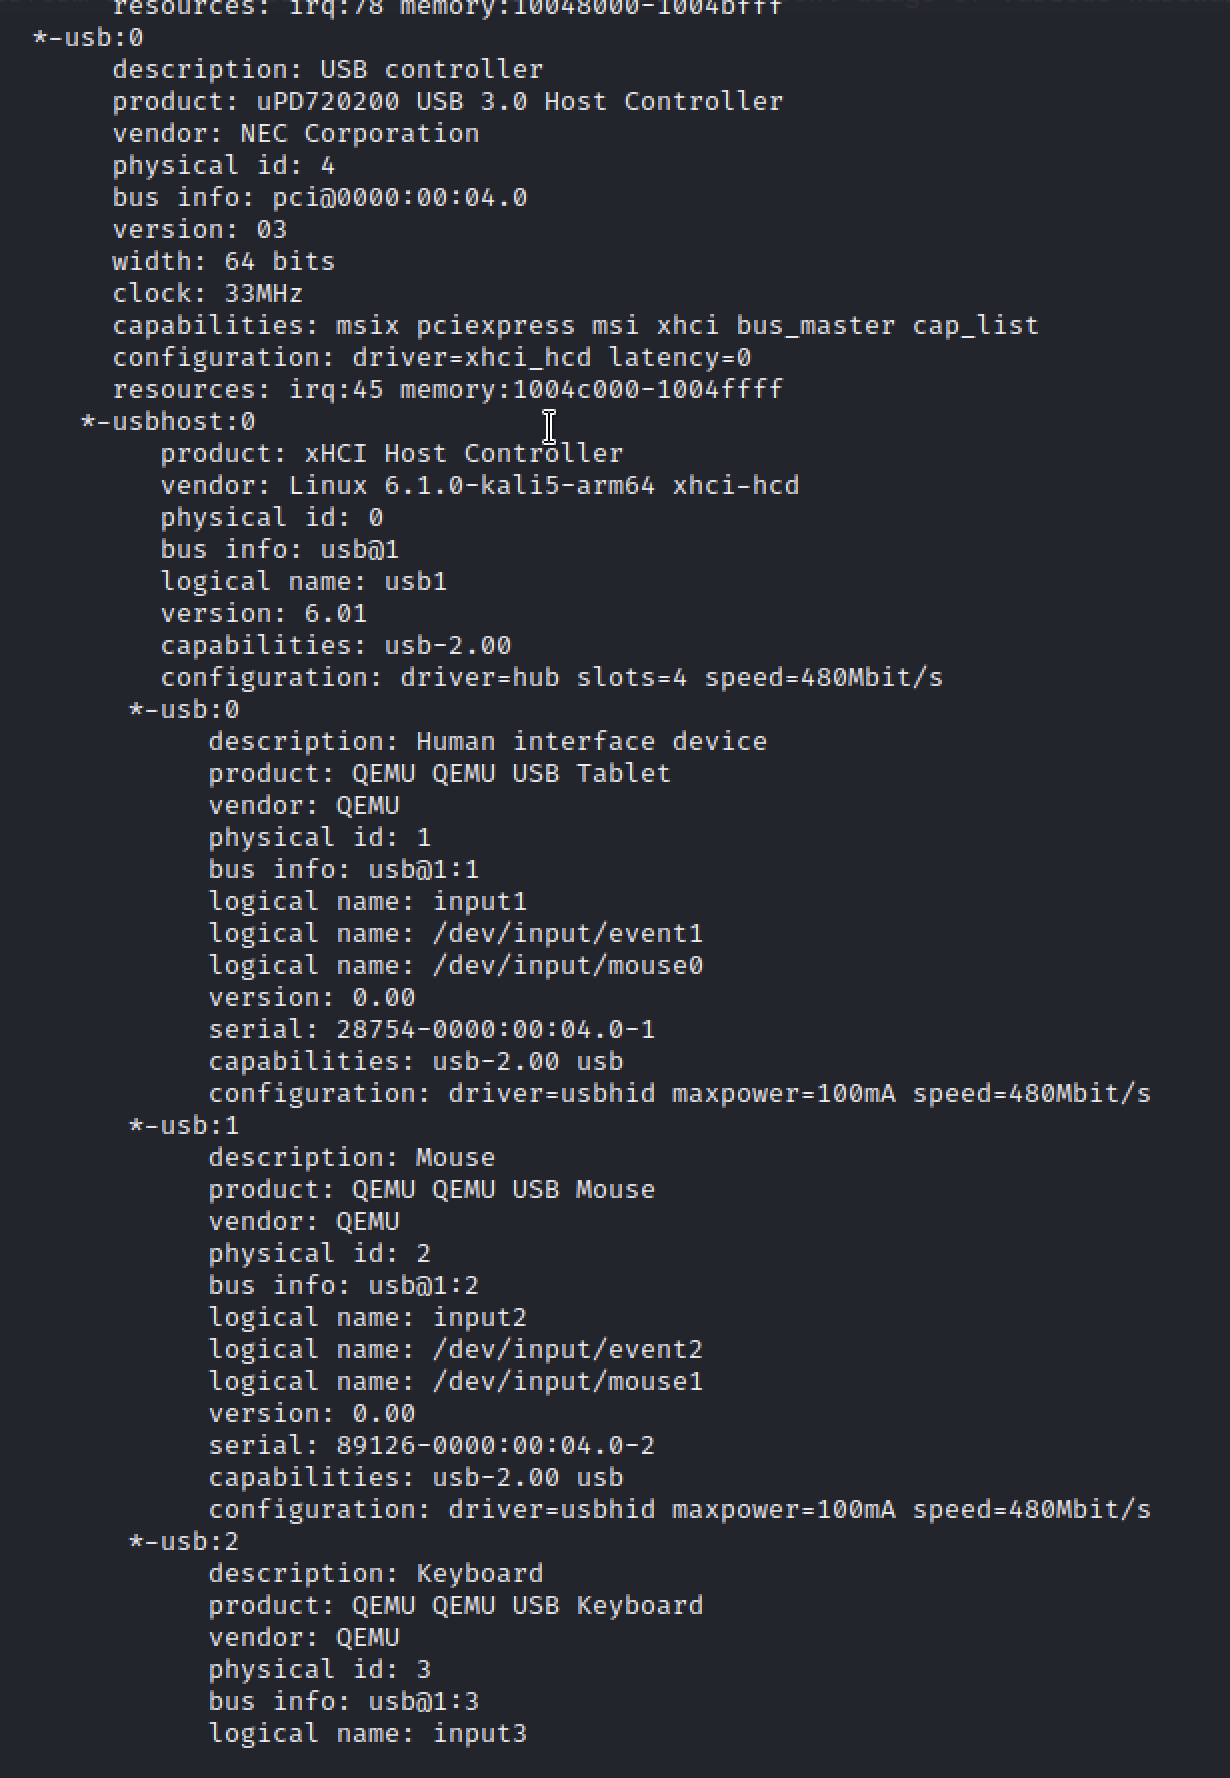 resources: irq:78 memory:10048000-1004bfff
*-usb:0
description: USB controller
product: uPD720200 USB 3.0 Host Controller
vendor: NEC Corporation
physical id: 4
bus info: pci@0000:00:04.0
version: 03
width: 64 bits
clock: 33MHz
capabilities: msix pciexpress msi xhci bus_master cap_list
configuration: driver=xhci_hcd latency=0
resources: irq:45 memory:1004c000-1004ffff
*-usbhost:0
product: xHCI Host Controller
vendor: Linux 6.1.0-kali5-arm64 xhci-hcd
physical id: 0
bus info: usb@1
logical name: usb1
version: 6.01
capabilities: usb-2.00
configuration: driver=hub slots=4 speed=480Mbit/s
*-usb:0
description: Human interface device
product: QEMU QEMU USB Tablet
vendor: QEMU
physical id: 1
bus info: usb@1:1
logical name: input1
logical name: /dev/input/event1
logical name: /dev/input/mouse0
version: 0.00
serial: 28754-0000:00:04.0-1
capabilities: usb-2.00 usb
configuration: driver=usbhid maxpower=100mA speed=480Mbit/s
*-usb:1
description: Mouse
product: QEMU QEMU USB Mouse
vendor: QEMU
physical id: 2
bus info: usb@1:2
logical name: input2
logical name: /dev/input/event2
logical name: /dev/input/mouse1
version: 0.00
serial: 89126-0000:00:04.0-2
capabilities: usb-2.00 usb
configuration: driver=usbhid maxpower=100mA speed=480Mbit/s
*-usb:2
description: Keyboard
product: QEMU QEMU USB Keyboard
vendor: QEMU
physical id: 3
bus info: usb@1:3
logical name: input3